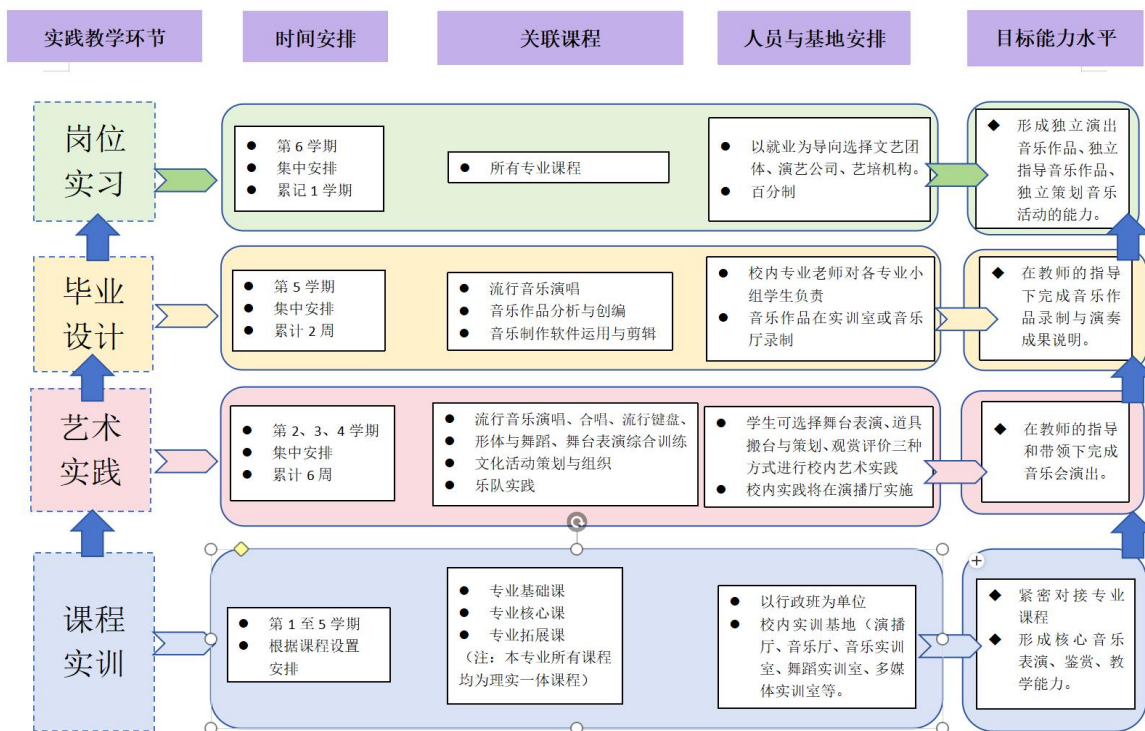 实践教学环节
时间安排
关联课程
人员与基地安排
目标能力水平
岗位
实习
● 第 6 学期
● 集中安排
● 累记 1 学期
● 所有专业课程
● 以就业为导向选择文艺团
体、演艺公司、艺培机构。
● 百分制
◆ 形成独立演出
音乐作品、独立
指导音乐作品、
独立策划音乐
活动的能力。
毕业
设计
● 第 5 学期
● 集中安排
● 累计 2 周
● 流行音乐演唱
● 音乐作品分析与创编
● 音乐制作软件运用与剪辑
● 校内专业老师对各专业小
组学生负责
● 音乐作品在实训室或音乐
厅录制
◆ 在教师的指导
下完成音乐作
品录制与演奏
成果说明。
艺术
实践
● 第 2、3、4 学期
● 集中安排
● 累计 6 周
● 流行音乐演唱、合唱、流行键盘、
● 形体与舞蹈、舞台表演综合训练
● 文化活动策划与组织
● 乐队实践
● 学生可选择舞台表演、道具
搬台与策划、观赏评价三种
方式进行校内艺术实践
● 校内实践将在演播厅实施
◆ 在教师的指导
和带领下完成
音乐会演出。
课程
实训
● 第 1 至 5 学期
● 根据课程设置
安排
● 专业基础课
● 专业核心课
● 专业拓展课
（注：本专业所有课程
均为理实一体课程）
● 以行政班为单位
● 校内实训基地（演播
厅、音乐厅、音乐实训
室、舞蹈实训室、多媒
体实训室等。
◆ 紧密对接专业
课程
◆ 形成核心音乐
表演、鉴赏、教
学能力。